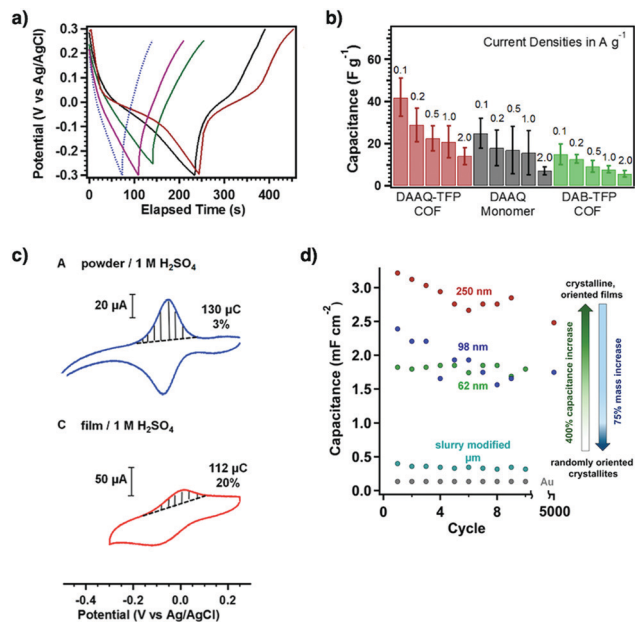 a)
Potential (V vs Ag/AgCl)
0.3
0.2
0.1
0.0
-0.1
-0.2
-0.3
0 100 200 300 400
Elapsed Time (s)
b)
Current Densities in A g⁻¹
Capacitance (F g⁻¹)
60
40
20
0
0.1 0.2 0.5 1.0 2.0
0.1 0.2 0.5 1.0 2.0
0.1 0.2 0.5 1.0 2.0
DAAQ-TFP COF
DAAQ Monomer
DAB-TFP COF
c)
A powder / 1 M H₂SO₄
20 µA
130 µC
3%
C film / 1 M H₂SO₄
50 µA
112 µC
20%
-0.4 -0.2 0.0 0.2
Potential (V vs Ag/AgCl)
d)
Capacitance (mF cm⁻²)
3.0
2.5
2.0
1.5
1.0
0.5
0.0
250 nm
98 nm
62 nm
slurry modified
µm
Au
0 4 8 5000
Cycle
crystalline,
oriented films
400% capacitance increase
75% mass increase
randomly oriented
crystallites